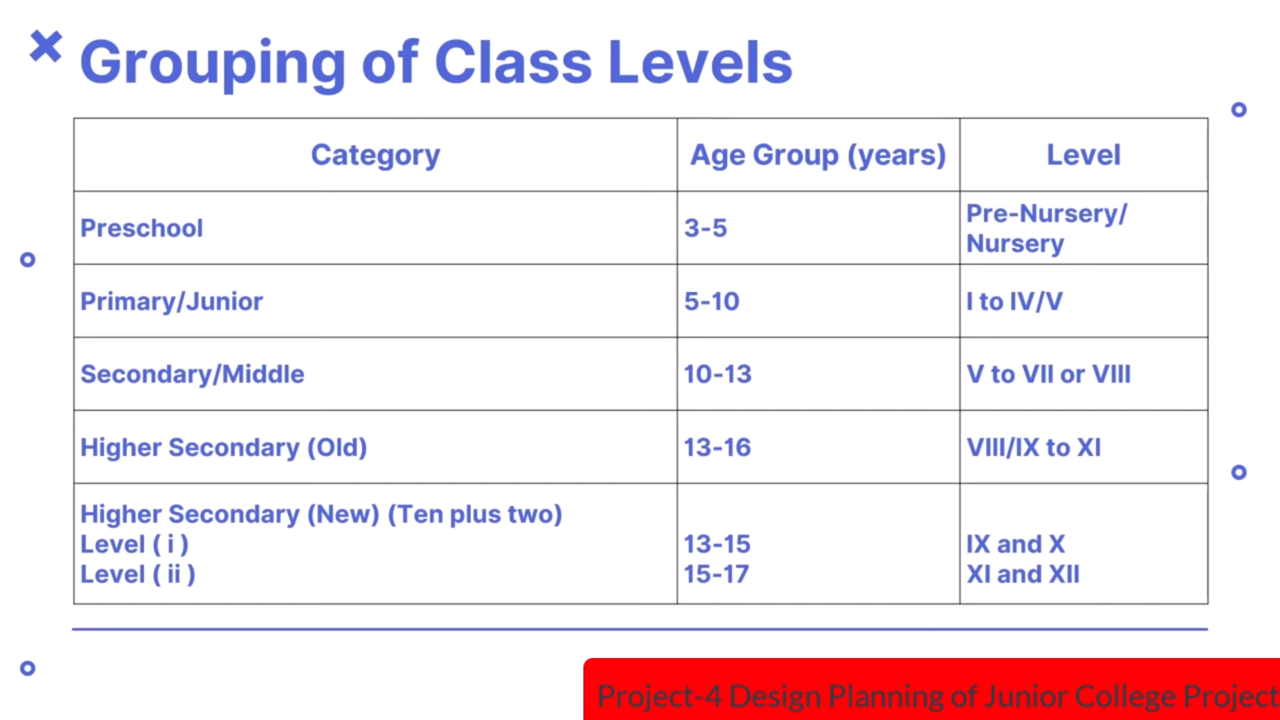 Grouping of Class Levels
Category Age Group (years) Level
Preschool 3-5 Pre-Nursery/
Nursery
Primary/Junior 5-10 I to IV/V
Secondary/Middle 10-13 V to VII or VIII
Higher Secondary (Old) 13-16 VIII/IX to XI
Higher Secondary (New) (Ten plus two)
Level ( i ) 13-15 IX and X
Level ( ii ) 15-17 XI and XII
Project-4 Design Planning of Junior College Project